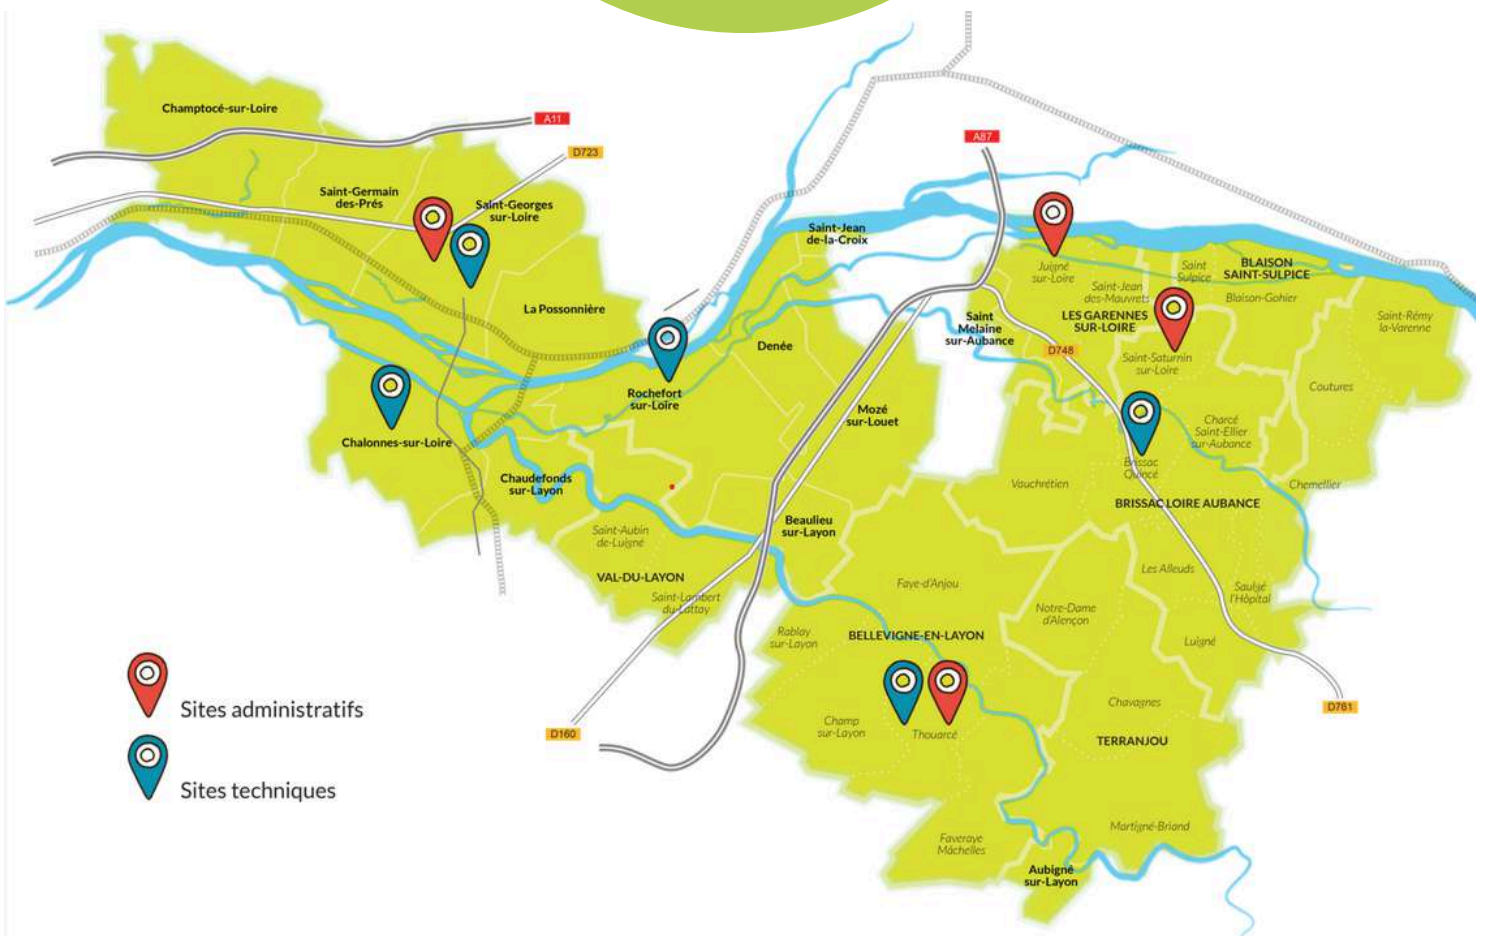 Champtocé-sur-Loire
A11
D723
A87
Saint-Germain
des-Prés
Saint-Georges
sur-Loire
Saint-Jean
de-la-Croix
Juigné
sur-Loire
Saint
Sulpice
BLAISON
SAINT-SULPICE
Saint-Jean
des-Mauvrets
Blaison-Gohier
La Possonnière
LES GARENNES
SUR-LOIRE
Saint-Rémy
la-Varenne
Saint
Melaine
sur-Aubance
Denée
D748
Saint-Saturnin
sur-Loire
Coutures
Rochefort
sur-Loire
Mozé
sur-Louet
Charcé
Saint-Ellier
sur-Aubance
Chalonnes-sur-Loire
Brissac
Quincé
Chaudefonds
sur-Layon
Vauchrétien
Chemellier
BRISSAC LOIRE AUBANCE
Beaulieu
sur-Layon
Saint-Aubin
de-Luigné
Les Alleuds
VAL-DU-LAYON
Faye-d'Anjou
Saulgé
l'Hôpital
Saint-Lambert
du-Lattay
Notre-Dame
d'Alençon
Rablay
sur-Layon
BELLEVIGNE-EN-LAYON
Luigné
Chavagnes
D761
Sites administratifs
Champ
sur-Layon
Thouarcé
D160
TERRANJOU
Sites techniques
Martigné-Briand
Faveraye
Mâchelles
Aubigné
sur-Layon